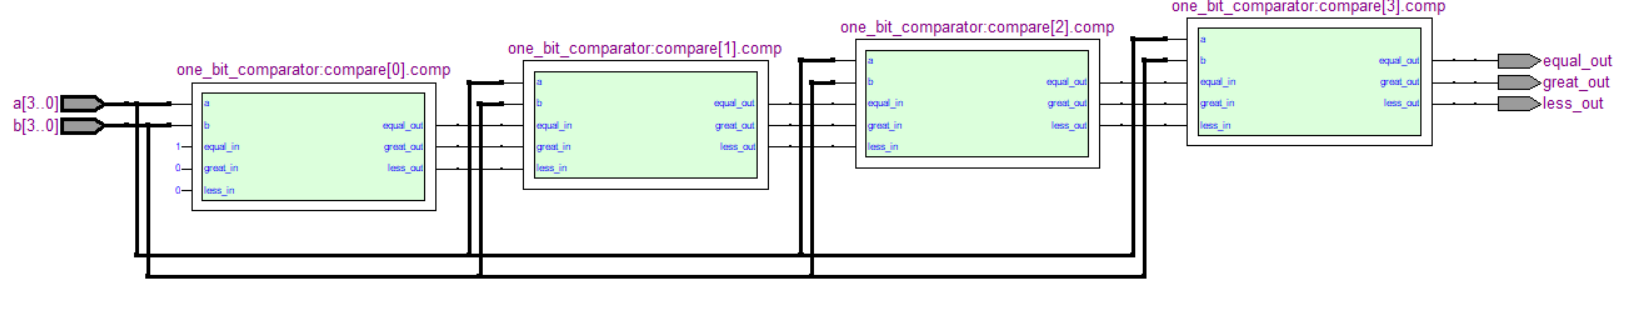 one_bit_comparator:compare[3].comp
one_bit_comparator:compare[2].comp
one_bit_comparator:compare[1].comp
one_bit_comparator:compare[0].comp
a[3..0]
b[3..0]
a
b
1 equal_in
0 great_in
0 less_in
equal_out
great_out
less_out
a
b
equal_in
great_in
less_in
equal_out
great_out
less_out
a
b
equal_in
great_in
less_in
equal_out
great_out
less_out
a
b
equal_in
great_in
less_in
equal_out
great_out
less_out
equal_out
great_out
less_out